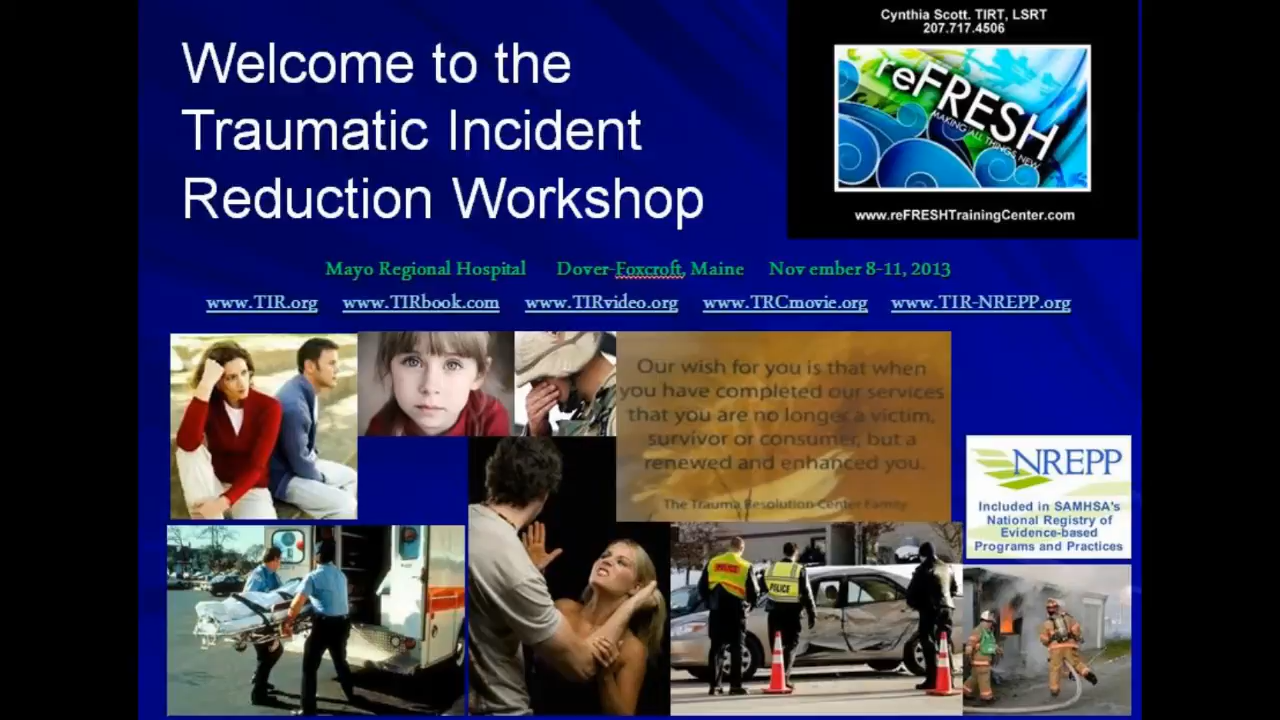 Welcome to the
Traumatic Incident
Reduction Workshop
Cynthia Scott. TIRT, LSRT
207.717.4506
reFRESH
MAKING ALL THINGS NEW
www.reFRESHTrainingCenter.com
Mayo Regional Hospital Dover-Foxcroft, Maine Nov ember 8-11, 2013
www.TIR.org www.TIRbook.com www.TIRvideo.org www.TRCmovie.org www.TIR-NREPP.org
Our wish for you is that when
you have completed our services
that you are no longer a victim,
survivor or consumer, but a
renewed and enhanced you.
The Trauma Resolution Center Family
NREPP
Included in SAMHSA's
National Registry of
Evidence-based
Programs and Practices
POLICE
POLICE